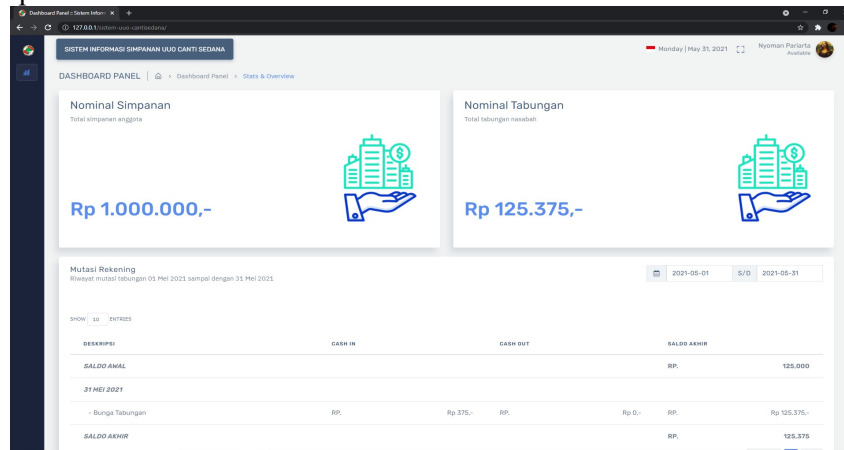 Dashboard Panel :: Sistem Inform
127.0.0.1/sistem-uuo-cantisedana/
SISTEM INFORMASI SIMPANAN UUO CANTI SEDANA
Monday | May 31, 2021
Nyoman Pariarta
Available
DASHBOARD PANEL
Dashboard Panel
Stats & Overview
Nominal Simpanan
Total simpanan anggota
Rp 1.000.000,-
Nominal Tabungan
Total tabungan nasabah
Rp 125.375,-
Mutasi Rekening
Riwayat mutasi tabungan 01 Mei 2021 sampai dengan 31 Mei 2021
2021-05-01 S/D 2021-05-31
SHOW 10 ENTRIES
DESKRIPSI CASH IN CASH OUT SALDO AKHIR
SALDO AWAL RP. 125.000
31 MEI 2021
- Bunga Tabungan RP. Rp 375,- RP. Rp 0,- RP. Rp 125.375,-
SALDO AKHIR RP. 125,375